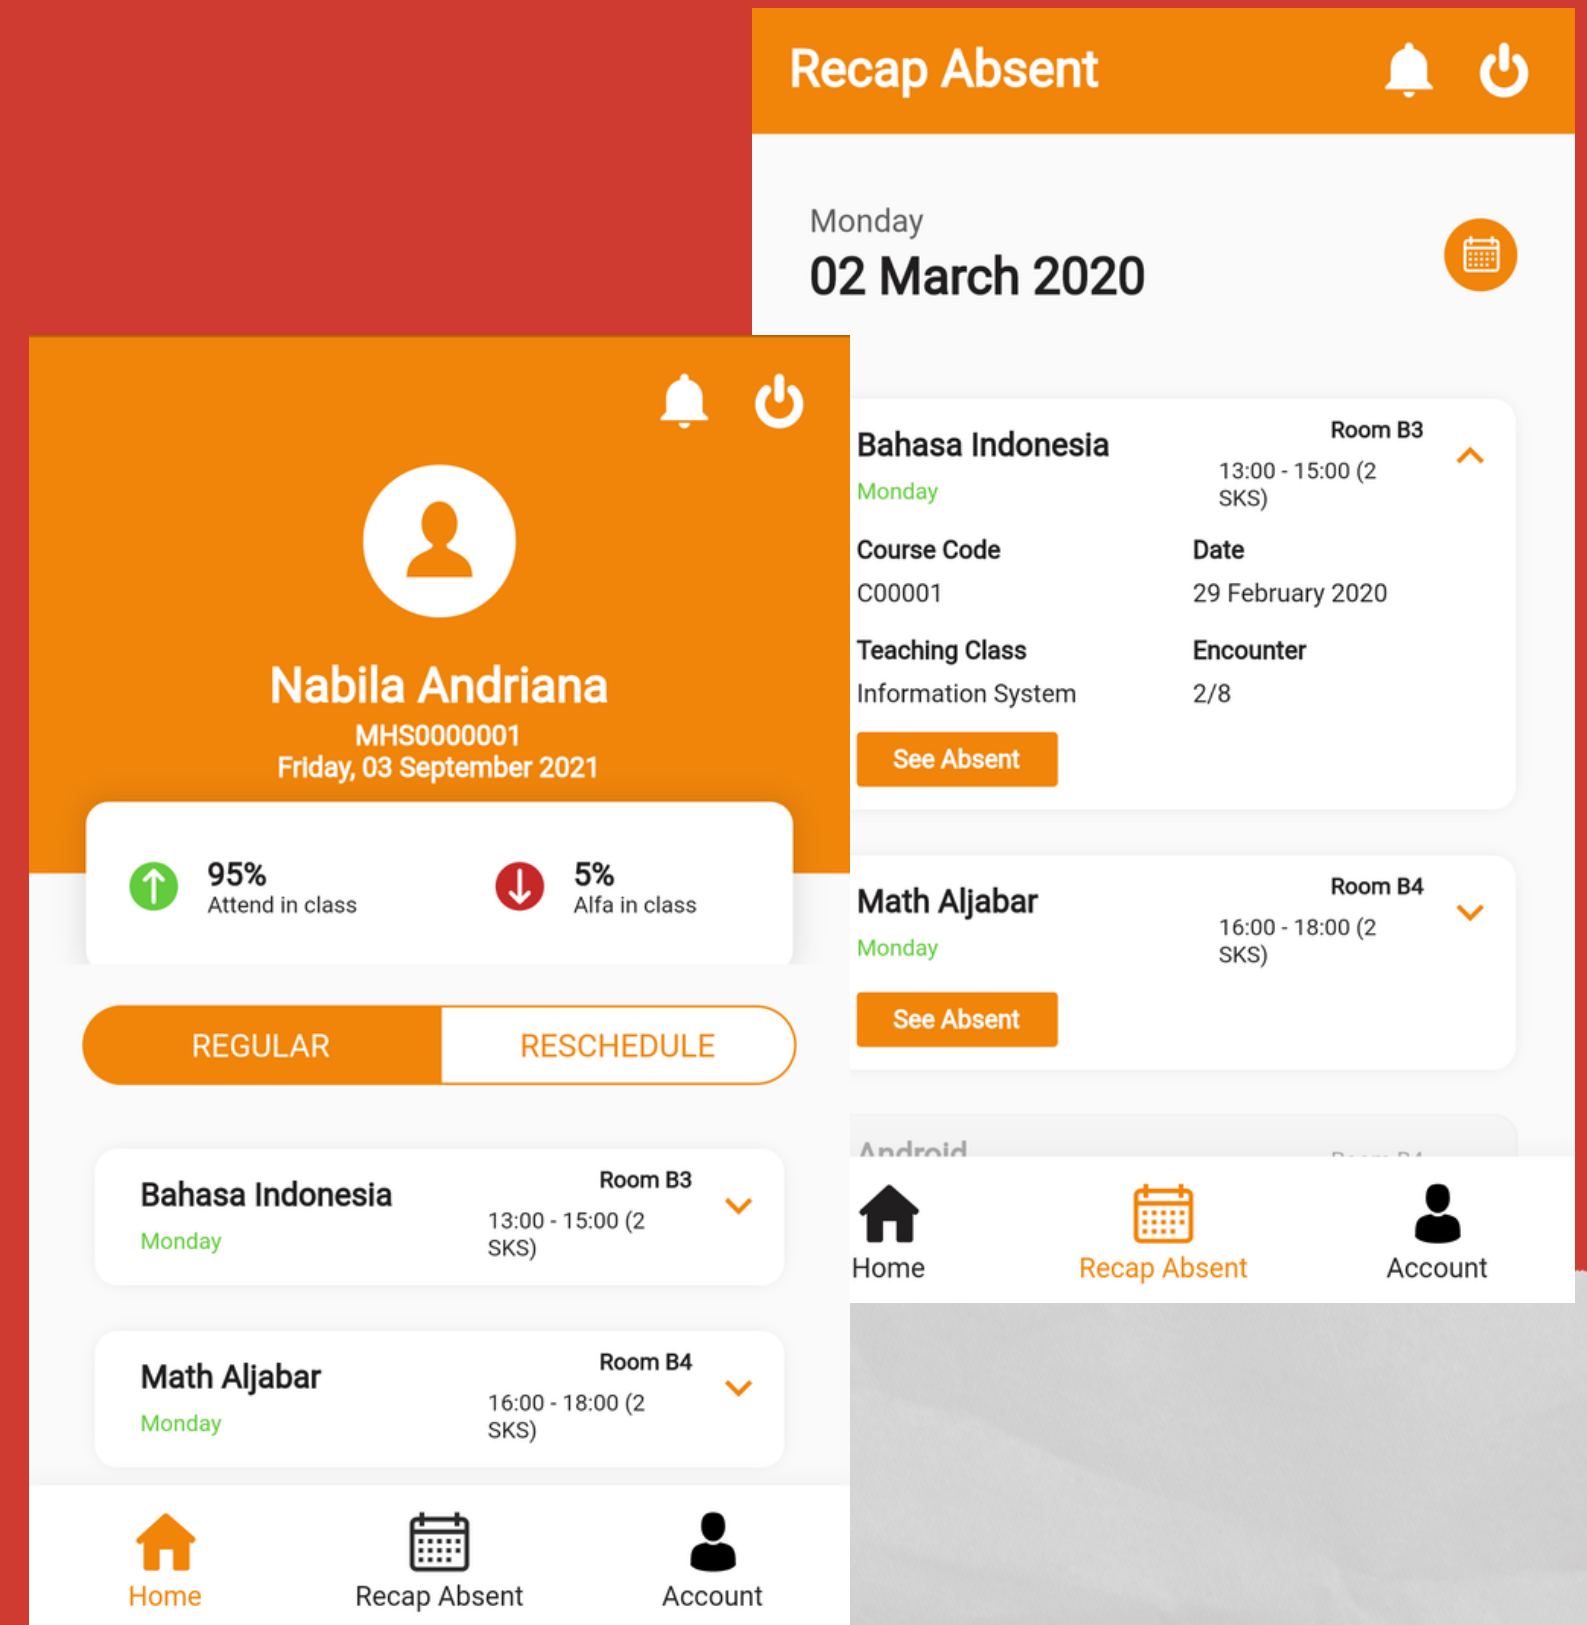 Recap Absent
Monday
02 March 2020
Bahasa Indonesia
Room B3
Monday
13:00 - 15:00 (2
SKS)
Course Code
Date
C00001
29 February 2020
Teaching Class
Encounter
Information System
2/8
See Absent
Math Aljabar
Room B4
Monday
16:00 - 18:00 (2
SKS)
See Absent
Android
Room B4
Home
Recap Absent
Account
Nabila Andriana
MHS0000001
Friday, 03 September 2021
95%
Attend in class
5%
Alfa in class
REGULAR
RESCHEDULE
Bahasa Indonesia
Room B3
Monday
13:00 - 15:00 (2
SKS)
Math Aljabar
Room B4
Monday
16:00 - 18:00 (2
SKS)
Home
Recap Absent
Account